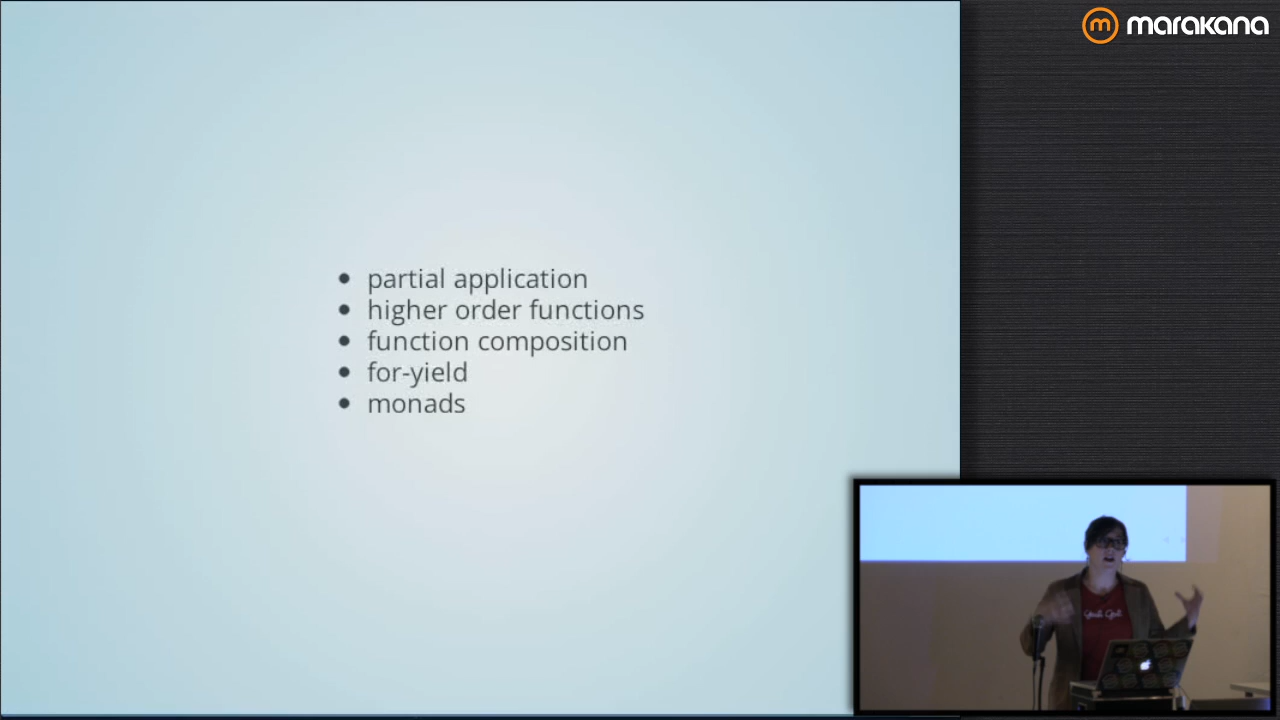 marakana
partial application
higher order functions
function composition
for-yield
monads